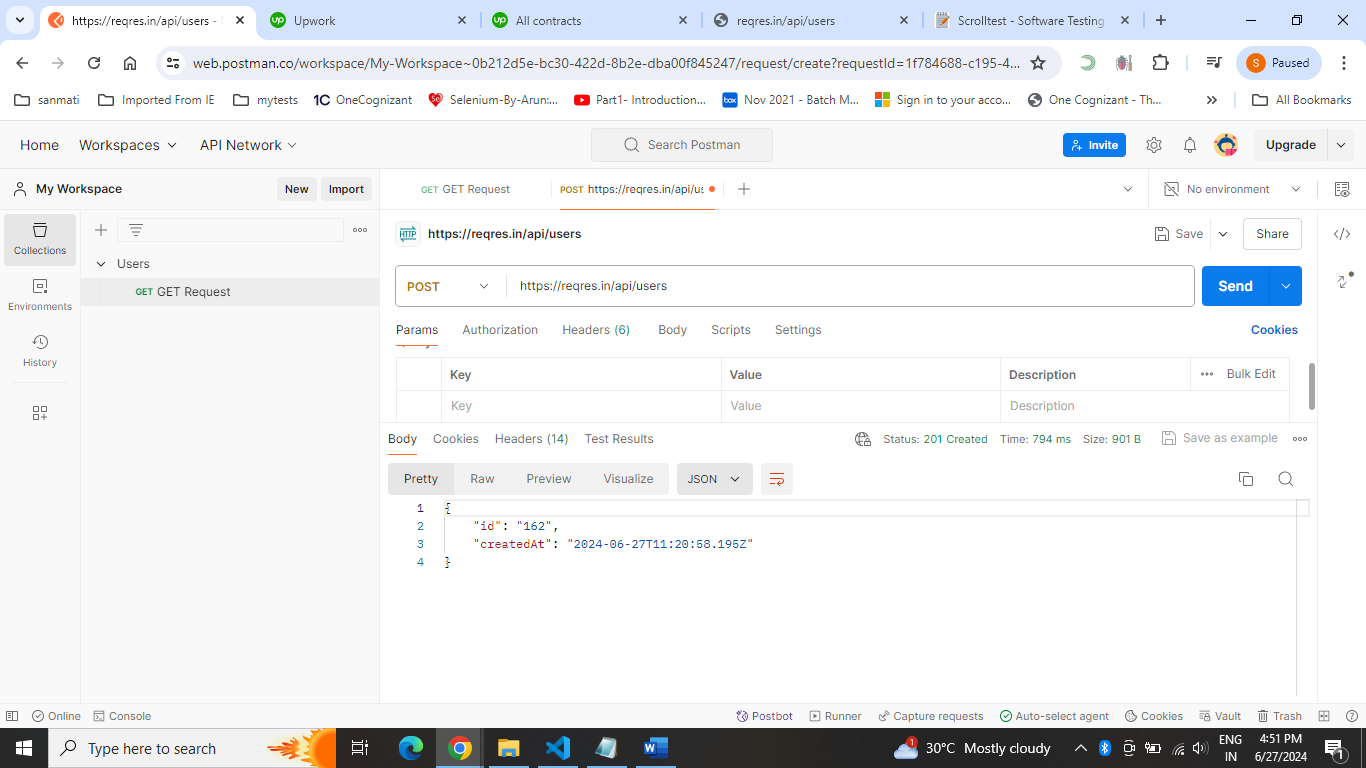 https://reqres.in/api/users -
Upwork
All contracts
reqres.in/api/users
Scrolltest - Software Testing
web.postman.co/workspace/My-Workspace~0b212d5e-bc30-422d-8b2e-dba00f845247/request/create?requestId=1f784688-c195-4...
S Paused
sanmati
Imported From IE
mytests
1C OneCognizant
Selenium-By-Arun:...
Part1- Introduction...
box Nov 2021 - Batch M...
Sign in to your acco...
One Cognizant - Th...
»
All Bookmarks
Home
Workspaces
API Network
Search Postman
Invite
Upgrade
My Workspace
New
Import
GET GET Request
POST https://reqres.in/api/us
No environment
Collections
Users
GET GET Request
Environments
History
HTTP https://reqres.in/api/users
Save
Share
</>
POST
https://reqres.in/api/users
Send
Params
Authorization
Headers (6)
Body
Scripts
Settings
Cookies
Key Value Description
Bulk Edit
Key Value Description
Body
Cookies
Headers (14)
Test Results
Status: 201 Created
Time: 794 ms
Size: 901 B
Save as example
Pretty
Raw
Preview
Visualize
JSON
1 {
2 "id": "162",
3 "createdAt": "2024-06-27T11:20:58.195Z"
4 }
Online
Console
Postbot
Runner
Capture requests
Auto-select agent
Cookies
Vault
Trash
Type here to search
1
30°C Mostly cloudy
ENG
IN
4:51 PM
6/27/2024
1